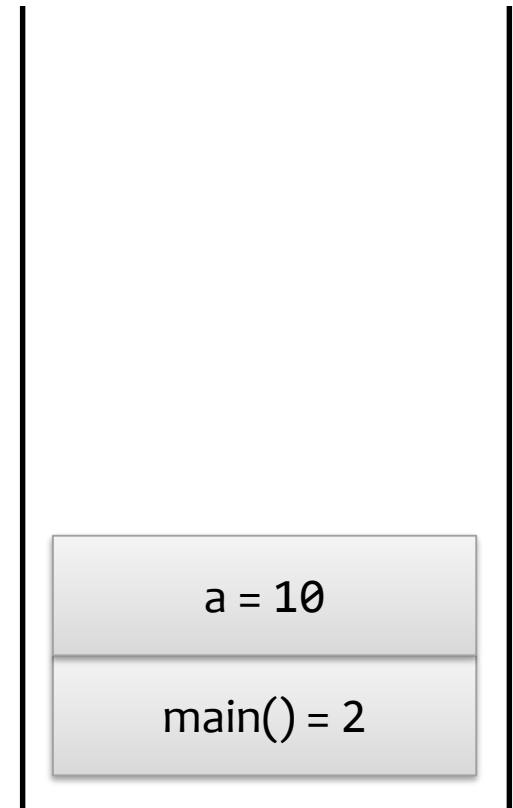 a = 10
main() = 2